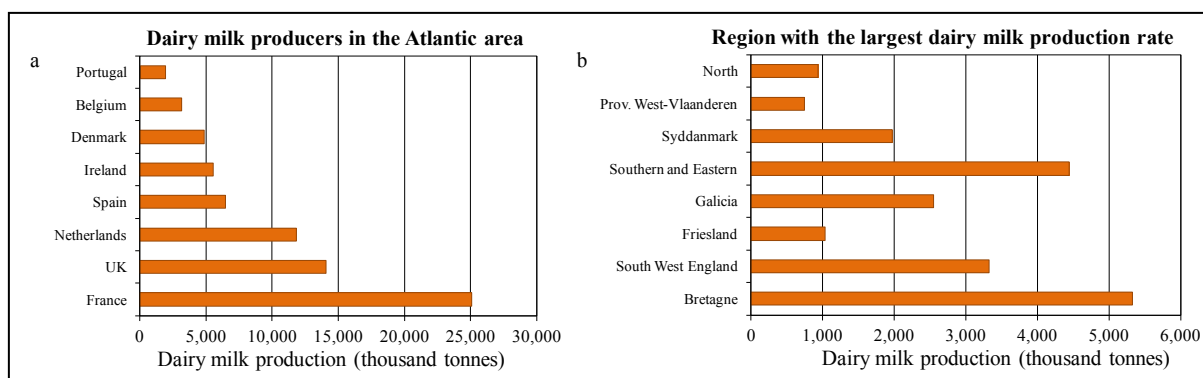 Dairy milk producers in the Atlantic area
a
Portugal
Belgium
Denmark
Ireland
Spain
Netherlands
UK
France
0 5,000 10,000 15,000 20,000 25,000 30,000
Dairy milk production (thousand tonnes)
Region with the largest dairy milk production rate
b
North
Prov. West-Vlaanderen
Syddanmark
Southern and Eastern
Galicia
Friesland
South West England
Bretagne
0 1,000 2,000 3,000 4,000 5,000 6,000
Dairy milk production (thousand tonnes)